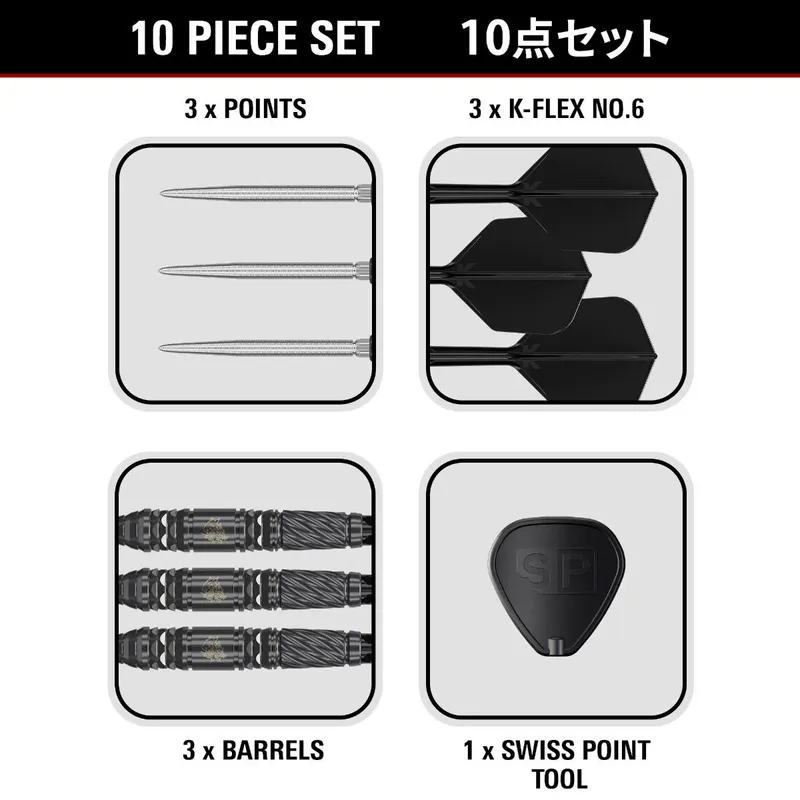 10 PIECE SET 10点セット
3 x POINTS
3 x K-FLEX NO.6
3 x BARRELS
SP
1 x SWISS POINT
TOOL